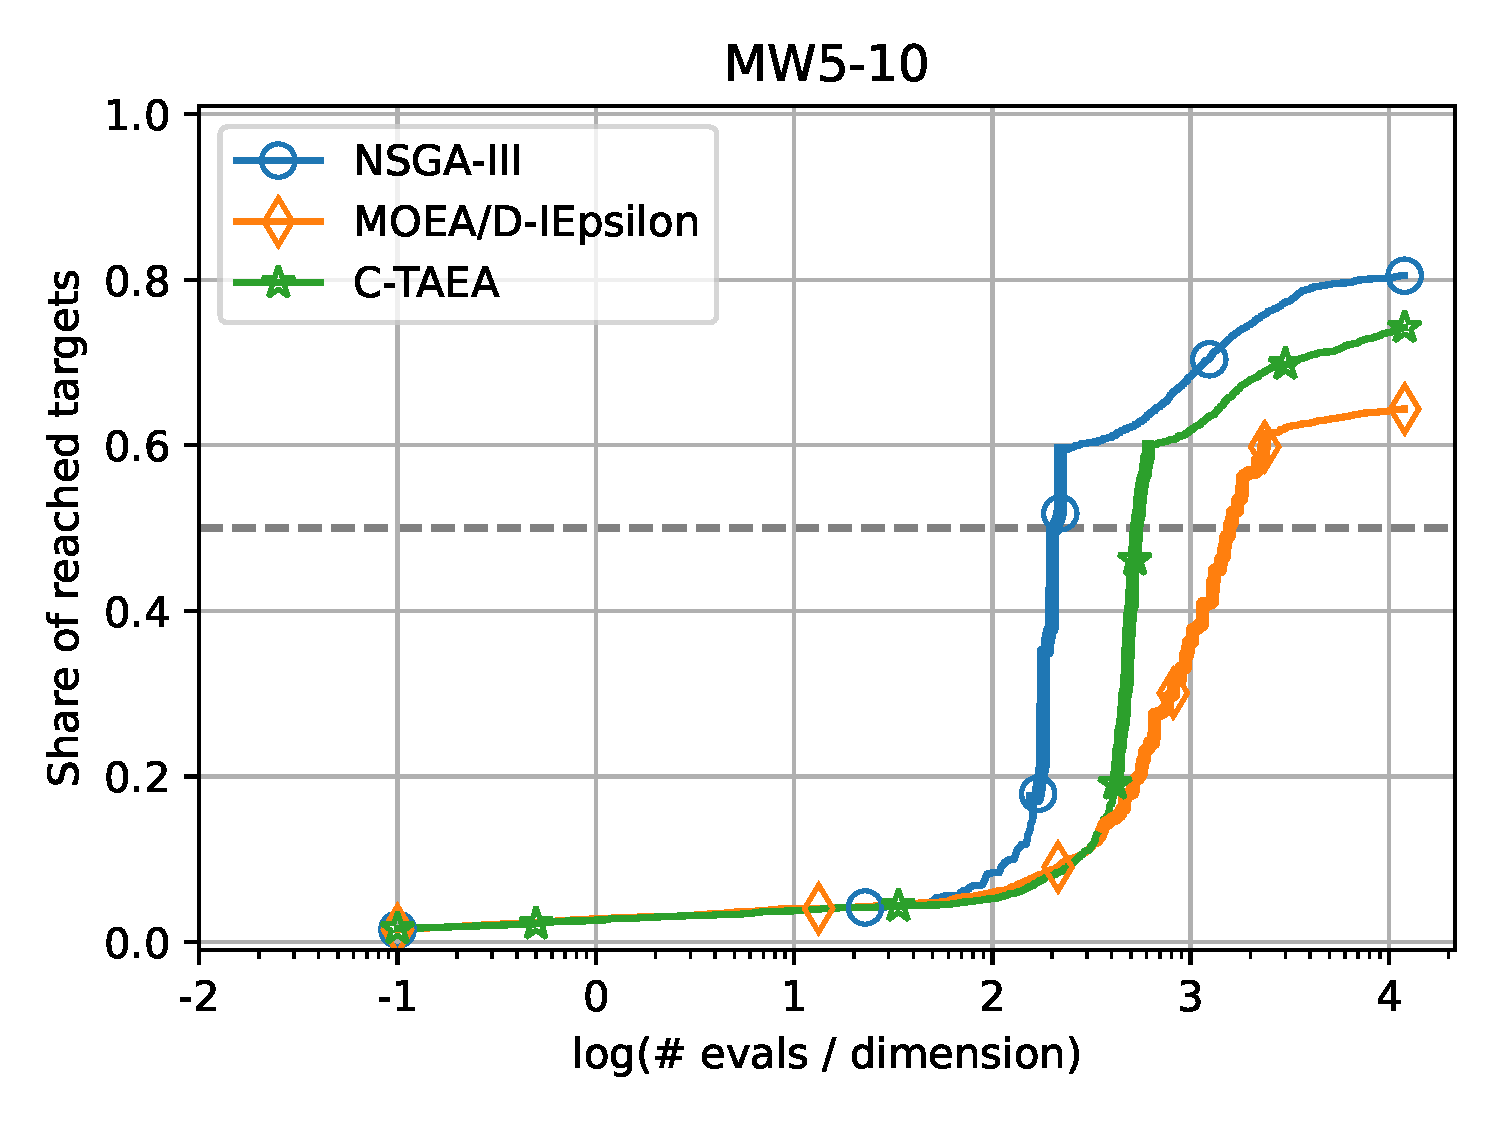 MW5-10
1.0
0.8
0.6
0.4
0.2
0.0
Share of reached targets
NSGA-III
MOEA/D-IEpsilon
C-TAEA
-2 -1 0 1 2 3 4
log(# evals / dimension)